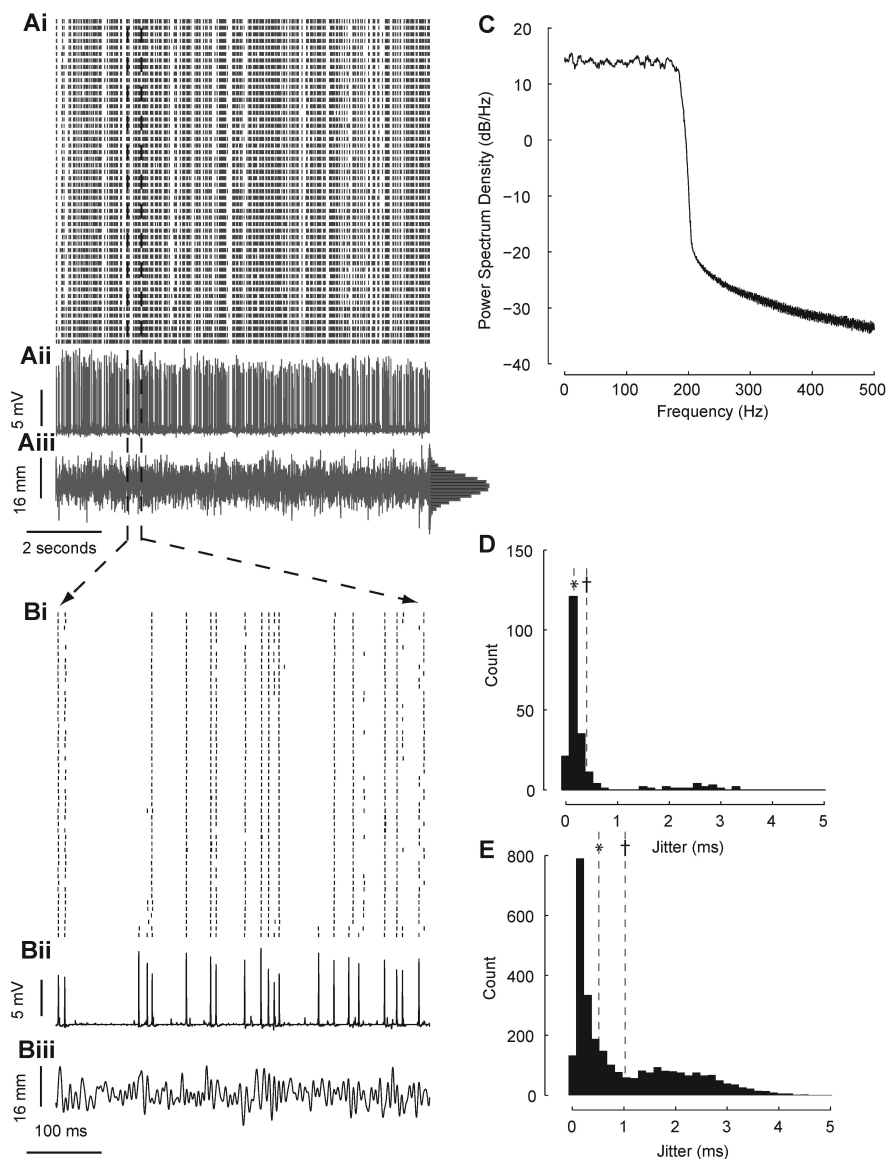 Ai
Aii
5 mV
Aiii
16 mm
2 seconds
Bi
Bii
5 mV
Biii
16 mm
100 ms
C
Power Spectrum Density (dB/Hz)
20
10
0
−10
−20
−30
−40
0 100 200 300 400 500
Frequency (Hz)
D
Count
150
100
50
0
* †
0 1 2 3 4 5
Jitter (ms)
E
Count
800
600
400
200
0
* †
0 1 2 3 4 5
Jitter (ms)